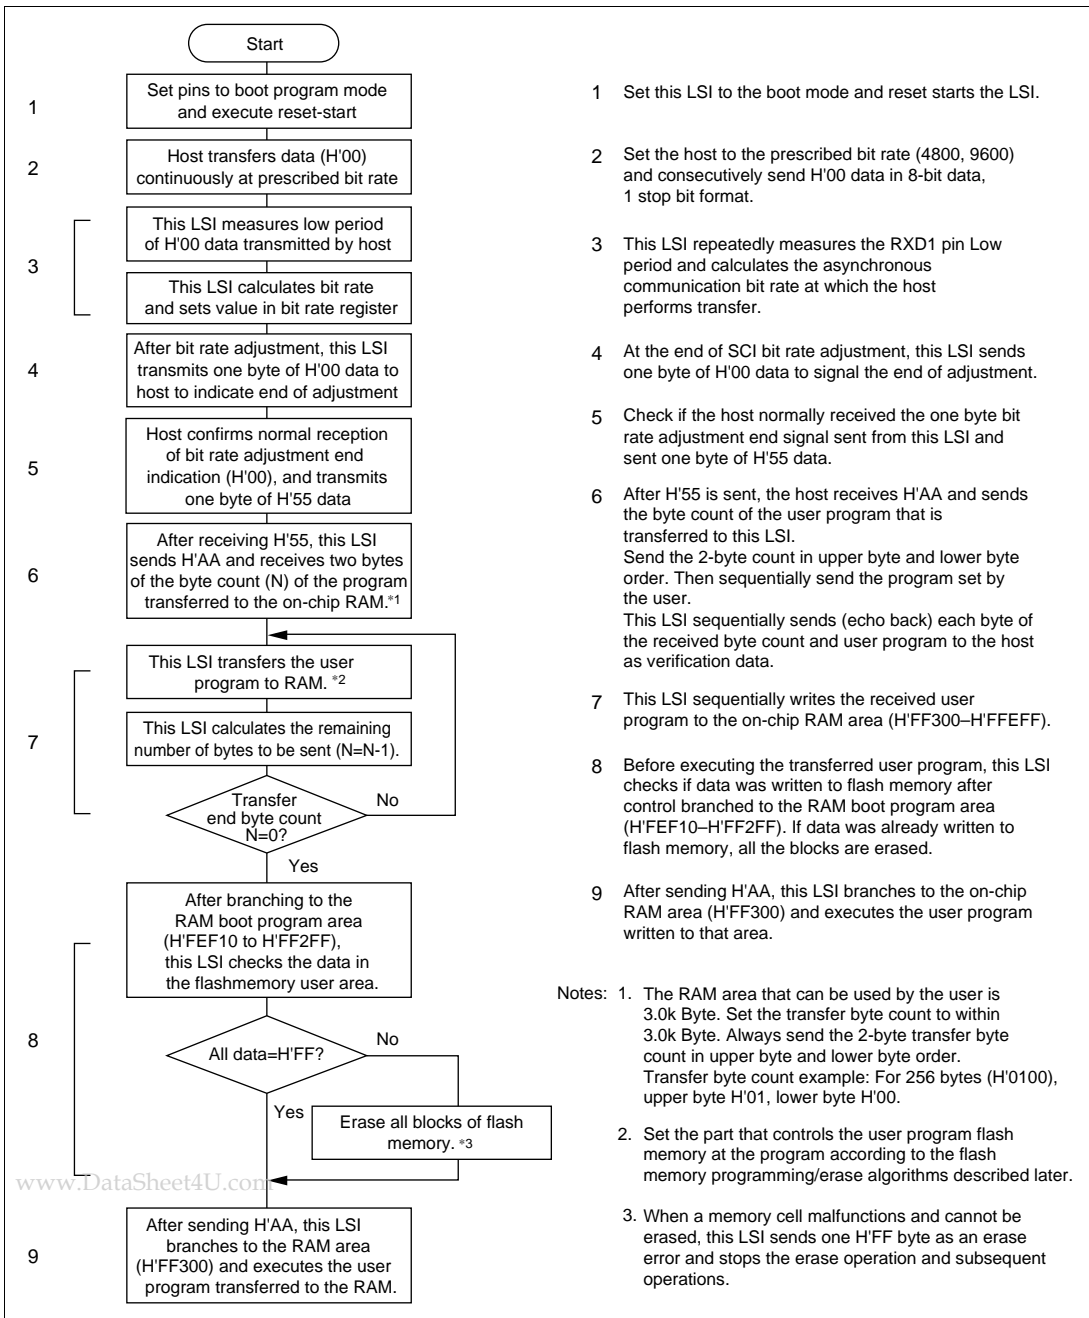 Start
1
Set pins to boot program mode
and execute reset-start
2
Host transfers data (H'00)
continuously at prescribed bit rate
3
This LSI measures low period
of H'00 data transmitted by host
This LSI calculates bit rate
and sets value in bit rate register
4
After bit rate adjustment, this LSI
transmits one byte of H'00 data to
host to indicate end of adjustment
5
Host confirms normal reception
of bit rate adjustment end
indication (H'00), and transmits
one byte of H'55 data
6
After receiving H'55, this LSI
sends H'AA and receives two bytes
of the byte count (N) of the program
transferred to the on-chip RAM.*1
7
This LSI transfers the user
program to RAM. *2
This LSI calculates the remaining
number of bytes to be sent (N=N-1).
Transfer
end byte count
N=0?
No
Yes
8
After branching to the
RAM boot program area
(H'FEF10 to H'FF2FF),
this LSI checks the data in
the flashmemory user area.
All data=H'FF?
No
Yes
Erase all blocks of flash
memory. *3
www.DataSheet4U.com
9
After sending H'AA, this LSI
branches to the RAM area
(H'FF300) and executes the user
program transferred to the RAM.
1 Set this LSI to the boot mode and reset starts the LSI.
2 Set the host to the prescribed bit rate (4800, 9600)
and consecutively send H'00 data in 8-bit data,
1 stop bit format.
3 This LSI repeatedly measures the RXD1 pin Low
period and calculates the asynchronous
communication bit rate at which the host
performs transfer.
4 At the end of SCI bit rate adjustment, this LSI sends
one byte of H'00 data to signal the end of adjustment.
5 Check if the host normally received the one byte bit
rate adjustment end signal sent from this LSI and
sent one byte of H'55 data.
6 After H'55 is sent, the host receives H'AA and sends
the byte count of the user program that is
transferred to this LSI.
Send the 2-byte count in upper byte and lower byte
order. Then sequentially send the program set by
the user.
This LSI sequentially sends (echo back) each byte of
the received byte count and user program to the host
as verification data.
7 This LSI sequentially writes the received user
program to the on-chip RAM area (H'FF300–H'FFEFF).
8 Before executing the transferred user program, this LSI
checks if data was written to flash memory after
control branched to the RAM boot program area
(H'FEF10–H'FF2FF). If data was already written to
flash memory, all the blocks are erased.
9 After sending H'AA, this LSI branches to the on-chip
RAM area (H'FF300) and executes the user program
written to that area.
Notes: 1. The RAM area that can be used by the user is
3.0k Byte. Set the transfer byte count to within
3.0k Byte. Always send the 2-byte transfer byte
count in upper byte and lower byte order.
Transfer byte count example: For 256 bytes (H'0100),
upper byte H'01, lower byte H'00.
2. Set the part that controls the user program flash
memory at the program according to the flash
memory programming/erase algorithms described later.
3. When a memory cell malfunctions and cannot be
erased, this LSI sends one H'FF byte as an erase
error and stops the erase operation and subsequent
operations.